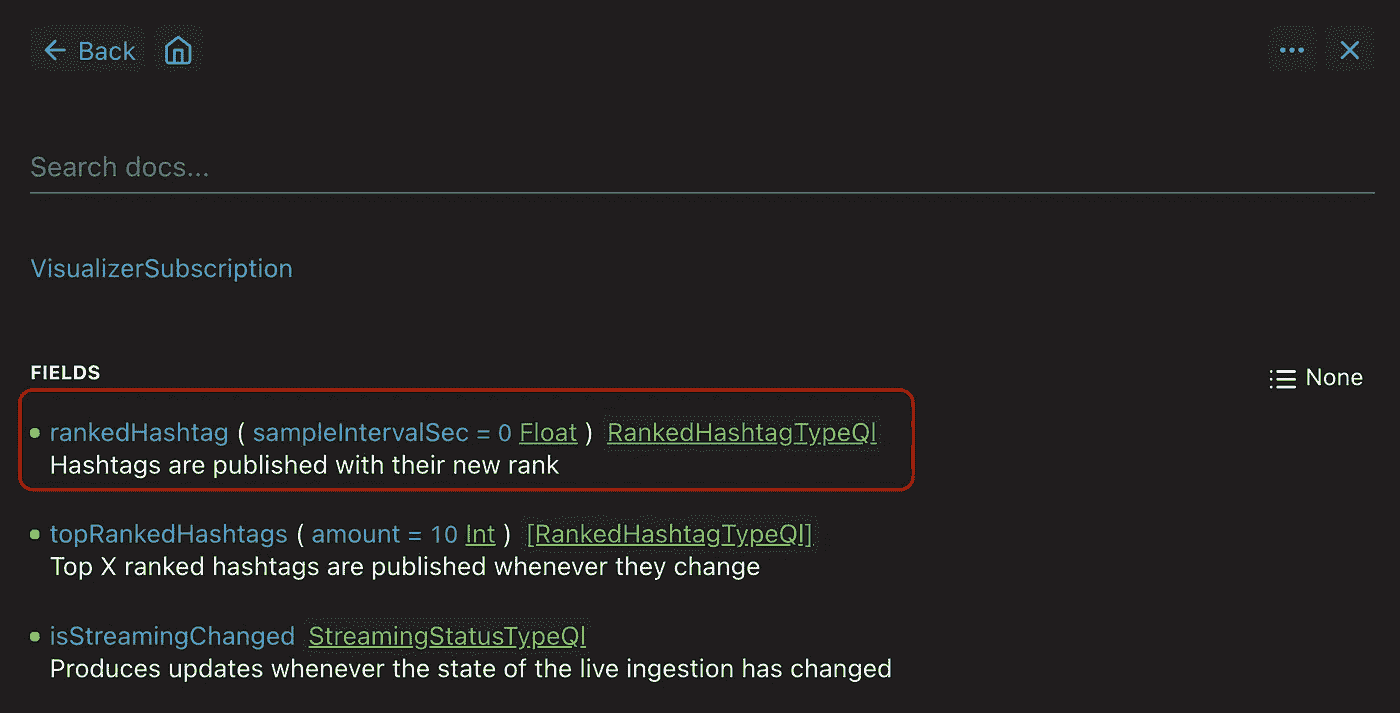 Back
Search docs...
VisualizerSubscription
FIELDS
None
rankedHashtag ( sampleIntervalSec = 0 Float ) RankedHashtagTypeQl
Hashtags are published with their new rank
topRankedHashtags ( amount = 10 Int ) [RankedHashtagTypeQl]
Top X ranked hashtags are published whenever they change
isStreamingChanged StreamingStatusTypeQl
Produces updates whenever the state of the live ingestion has changed